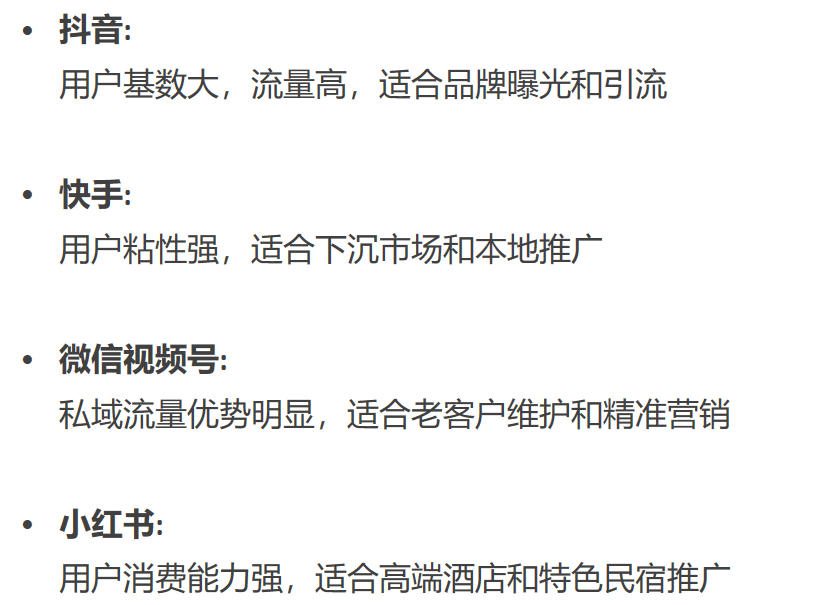 • 抖音:
用户基数大，流量高，适合品牌曝光和引流
• 快手:
用户粘性强，适合下沉市场和本地推广
• 微信视频号:
私域流量优势明显，适合老客户维护和精准营销
• 小红书:
用户消费能力强，适合高端酒店和特色民宿推广